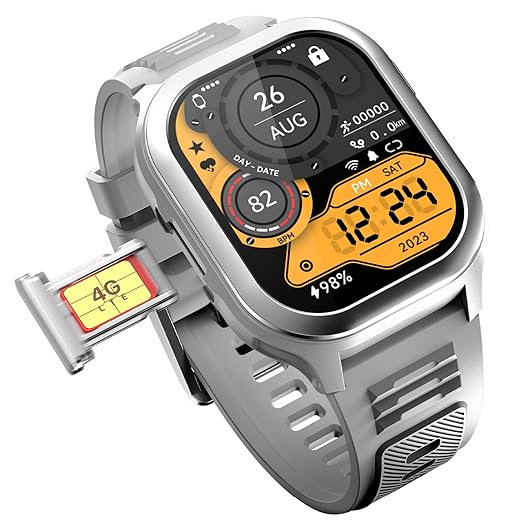 26
AUG
DAY - DATE
00000
0.0km
82
BPM
PM
SAT
12:24
2023
98%
4G
LTE